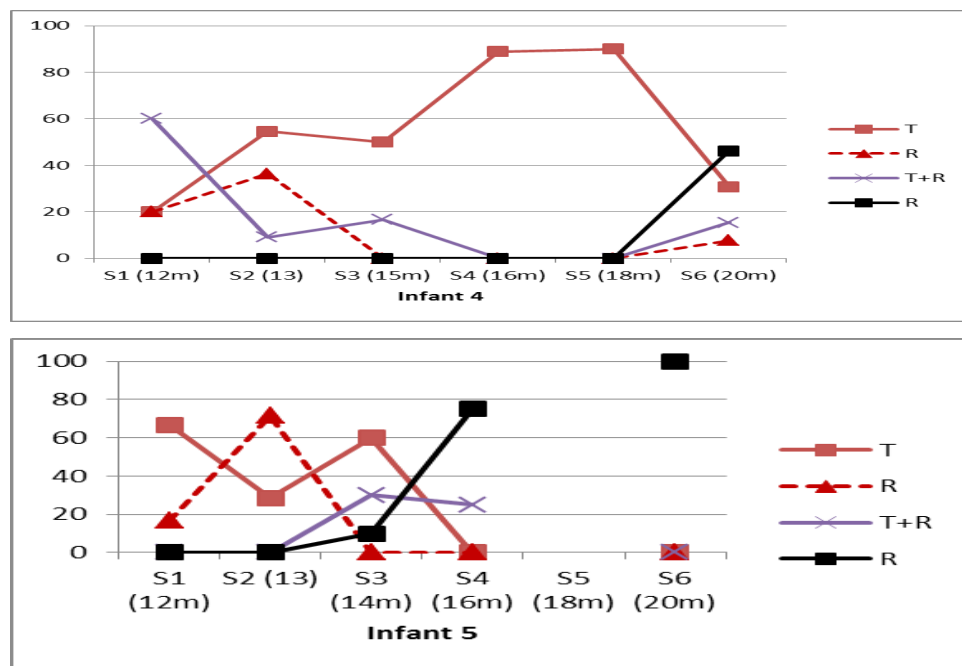 100
80
60
40
20
0
S1 (12m) S2 (13) S3 (15m) S4 (16m) S5 (18m) S6 (20m)
Infant 4
T
R
T+R
R
100
80
60
40
20
0
S1 S2 (13) S3 S4 S5 S6
(12m) (14m) (16m) (18m) (20m)
Infant 5
T
R
T+R
R